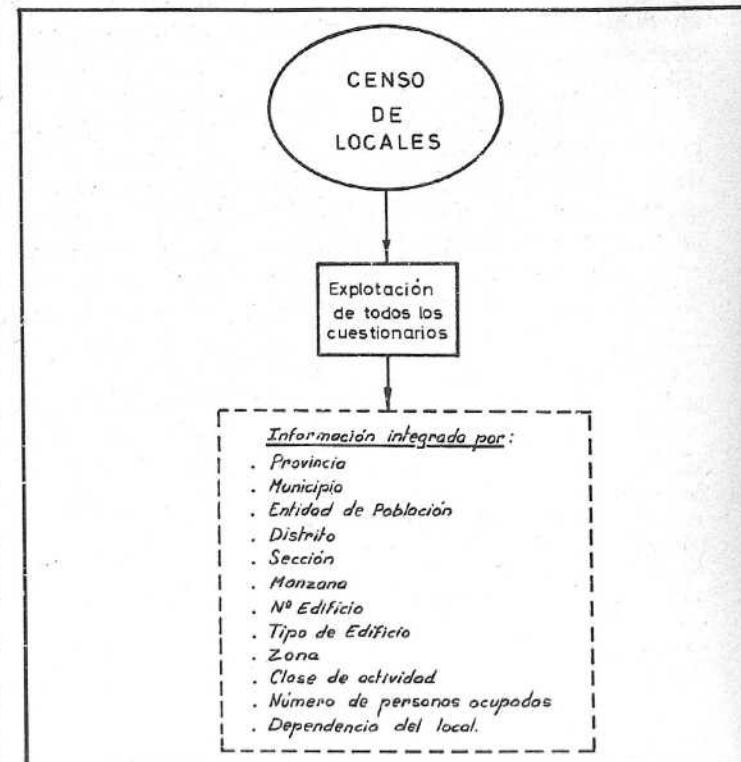 CENSO
DE
LOCALES
Explotación
de todos los
cuestionarios
Información integrada por:
. Provincia
. Municipio
. Entidad de Población
. Distrito
. Sección
. Manzana
. Nº Edificio
. Tipo de Edificio
. Zona
. Clase de actividad
. Número de personas ocupadas
. Dependencia del local.